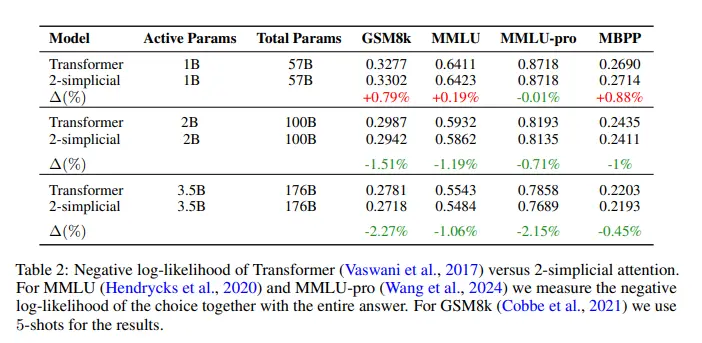 Model Active Params Total Params GSM8k MMLU MMLU-pro MBPP
Transformer 1B 57B 0.3277 0.6411 0.8718 0.2690
2-simplicial 1B 57B 0.3302 0.6423 0.8718 0.2714
Δ(%) +0.79% +0.19% -0.01% +0.88%
Transformer 2B 100B 0.2987 0.5932 0.8193 0.2435
2-simplicial 2B 100B 0.2942 0.5862 0.8135 0.2411
Δ(%) -1.51% -1.19% -0.71% -1%
Transformer 3.5B 176B 0.2781 0.5543 0.7858 0.2203
2-simplicial 3.5B 176B 0.2718 0.5484 0.7689 0.2193
Δ(%) -2.27% -1.06% -2.15% -0.45%
Table 2: Negative log-likelihood of Transformer (Vaswani et al., 2017) versus 2-simplicial attention.
For MMLU (Hendrycks et al., 2020) and MMLU-pro (Wang et al., 2024) we measure the negative
log-likelihood of the choice together with the entire answer. For GSM8k (Cobbe et al., 2021) we use
5-shots for the results.